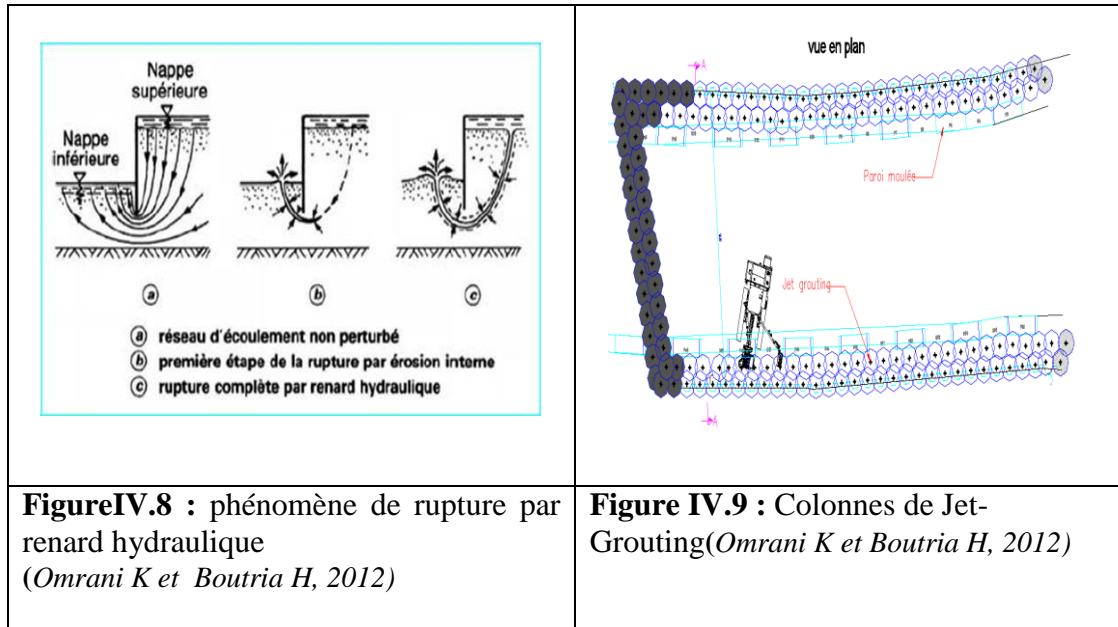 Nappe
supérieure
Nappe
inférieure
a
b
c
a réseau d'écoulement non perturbé
b première étape de la rupture par érosion interne
c rupture complète par renard hydraulique
vue en plan
A
Paroi moulée
Jet grouting
A
FigureIV.8 : phénomène de rupture par
renard hydraulique
(Omrani K et Boutria H, 2012)
Figure IV.9 : Colonnes de Jet-
Grouting(Omrani K et Boutria H, 2012)